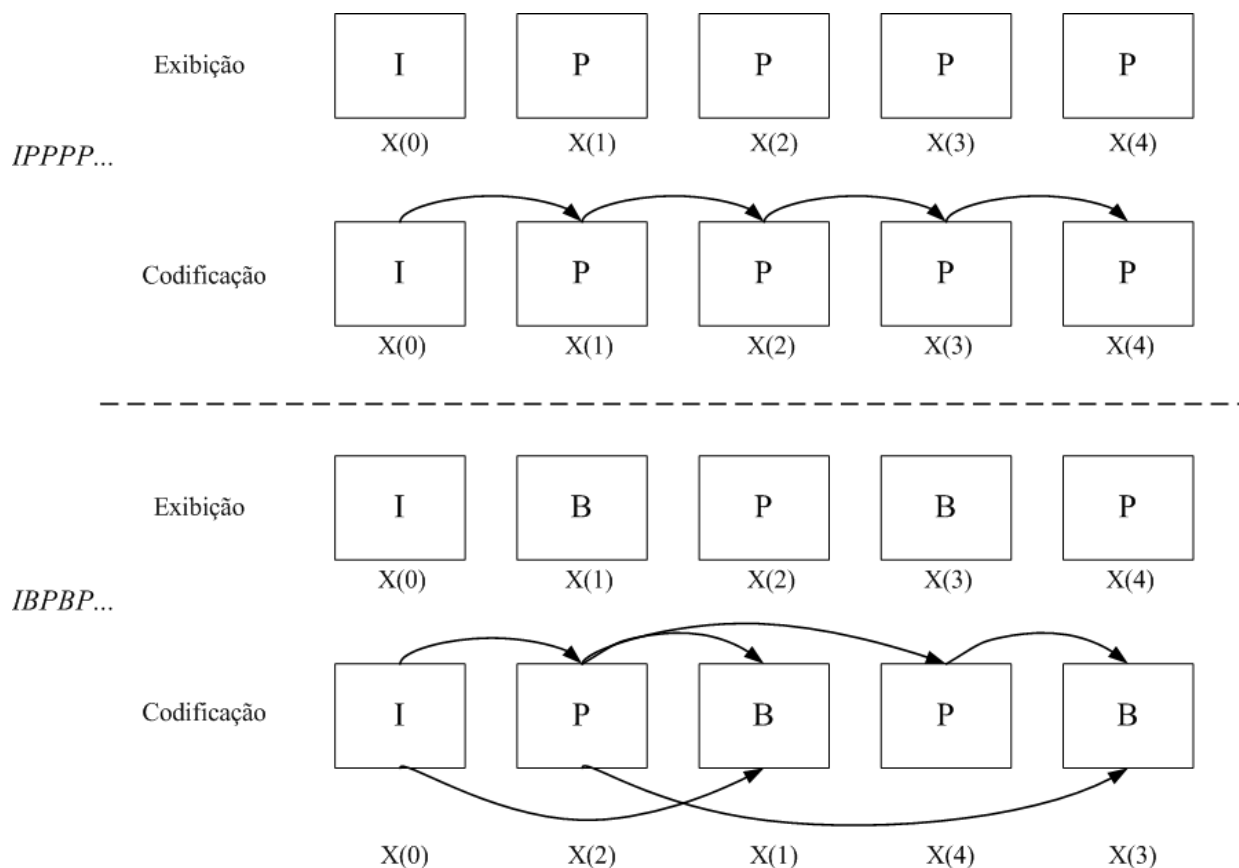 Exibição I P P P P
X(0) X(1) X(2) X(3) X(4)
IPPPP...
Codificação I P P P P
X(0) X(1) X(2) X(3) X(4)
Exibição I B P B P
X(0) X(1) X(2) X(3) X(4)
IBPBP...
Codificação I P B P B
X(0) X(2) X(1) X(4) X(3)